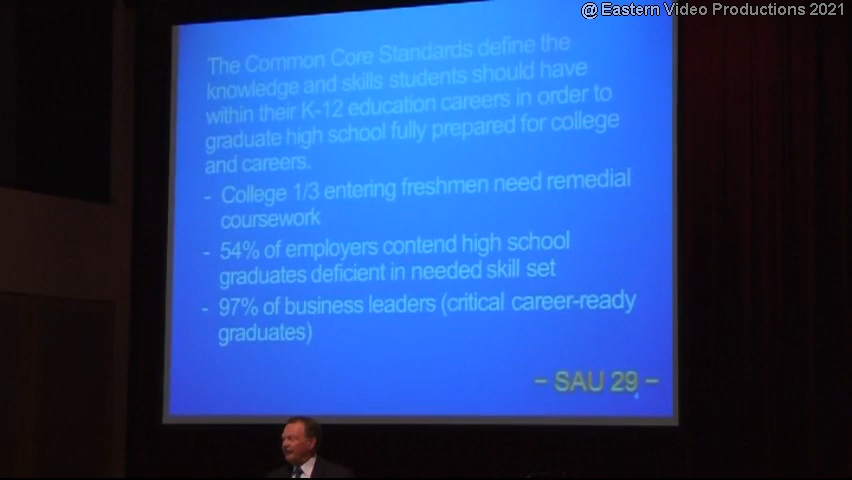 @ Eastern Video Productions 2021
The Common Core Standards define the
knowledge and skills students should have
within their K-12 education careers in order to
graduate high school fully prepared for college
and careers.
- College 1/3 entering freshmen need remedial
coursework
- 54% of employers contend high school
graduates deficient in needed skill set
- 97% of business leaders (critical career-ready
graduates)
– SAU 29 –
4